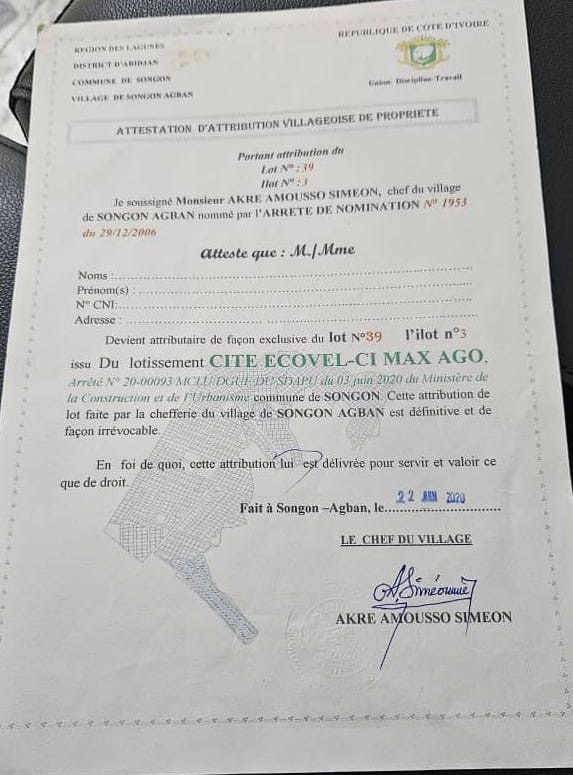 REGION DES LAGUNES
DISTRICT D'ABIDJAN
COMMUNE DE SONGON
VILLAGE DE SONGON AGBAN
REPUBLIQUE DE COTE D'IVOIRE
Union- Discipline-Travail
ATTESTATION D'ATTRIBUTION VILLAGEOISE DE PROPRIETE
Portant attribution du
Lot N° : 39
Ilot N° : 3
Je soussigné Monsieur AKRE AMOUSSO SIMEON, chef du village
de SONGON AGBAN nommé par l'ARRETE DE NOMINATION N° 1953
du 29/12/2006
Atteste que : M./Mme
Noms :
Prénom(s) :
N° CNI:
Adresse :
Devient attributaire de façon exclusive du lot N°39 l'ilot n°3
issu Du lotissement CITE ECOVEL-CI MAX AGO,
Arrêté N° 20-00093 MCLU DGUF DU SDAPU du 03 juin 2020 du Ministère de
la Construction et de l'Urbanisme commune de SONGON. Cette attribution de
lot faite par la chefferie du village de SONGON AGBAN est définitive et de
façon irrévocable.
En foi de quoi, cette attribution lui est délivrée pour servir et valoir ce
que de droit.
Fait à Songon –Agban, le 22 JUIN 2020
LE CHEF DU VILLAGE
A.Siméon
AKRE AMOUSSO SIMEON